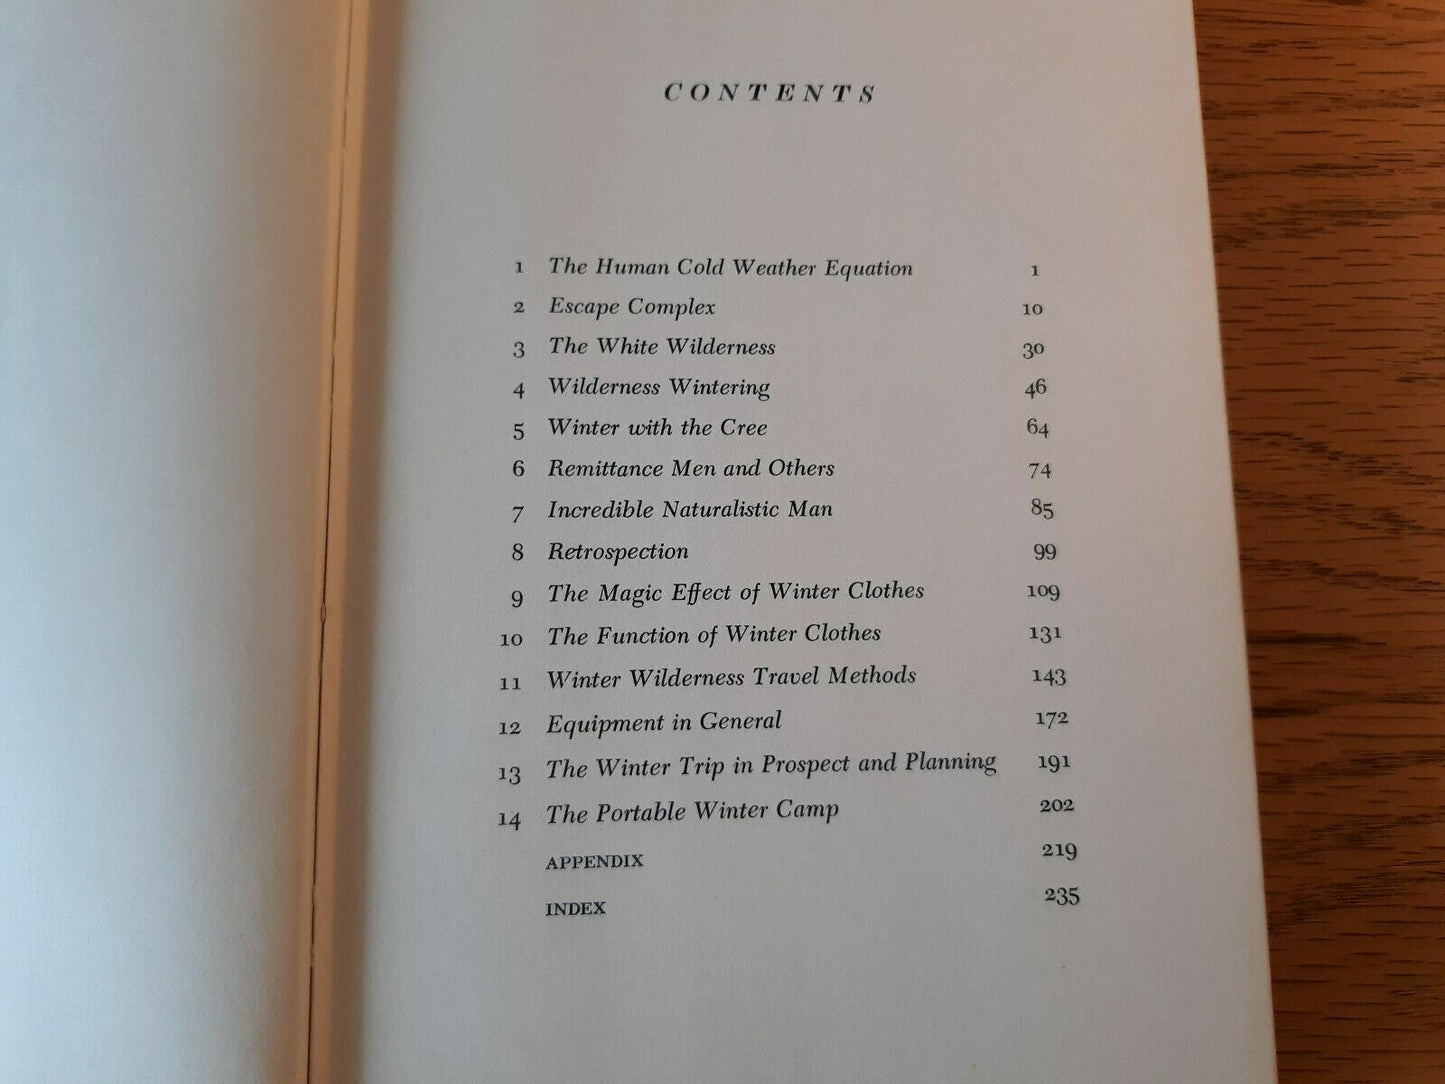 CONTENTS
1 The Human Cold Weather Equation 1
2 Escape Complex 10
3 The White Wilderness 30
4 Wilderness Wintering 46
5 Winter with the Cree 64
6 Remittance Men and Others 74
7 Incredible Naturalistic Man 85
8 Retrospection 99
9 The Magic Effect of Winter Clothes 109
10 The Function of Winter Clothes 131
11 Winter Wilderness Travel Methods 143
12 Equipment in General 172
13 The Winter Trip in Prospect and Planning 191
14 The Portable Winter Camp 202
APPENDIX 219
INDEX 235